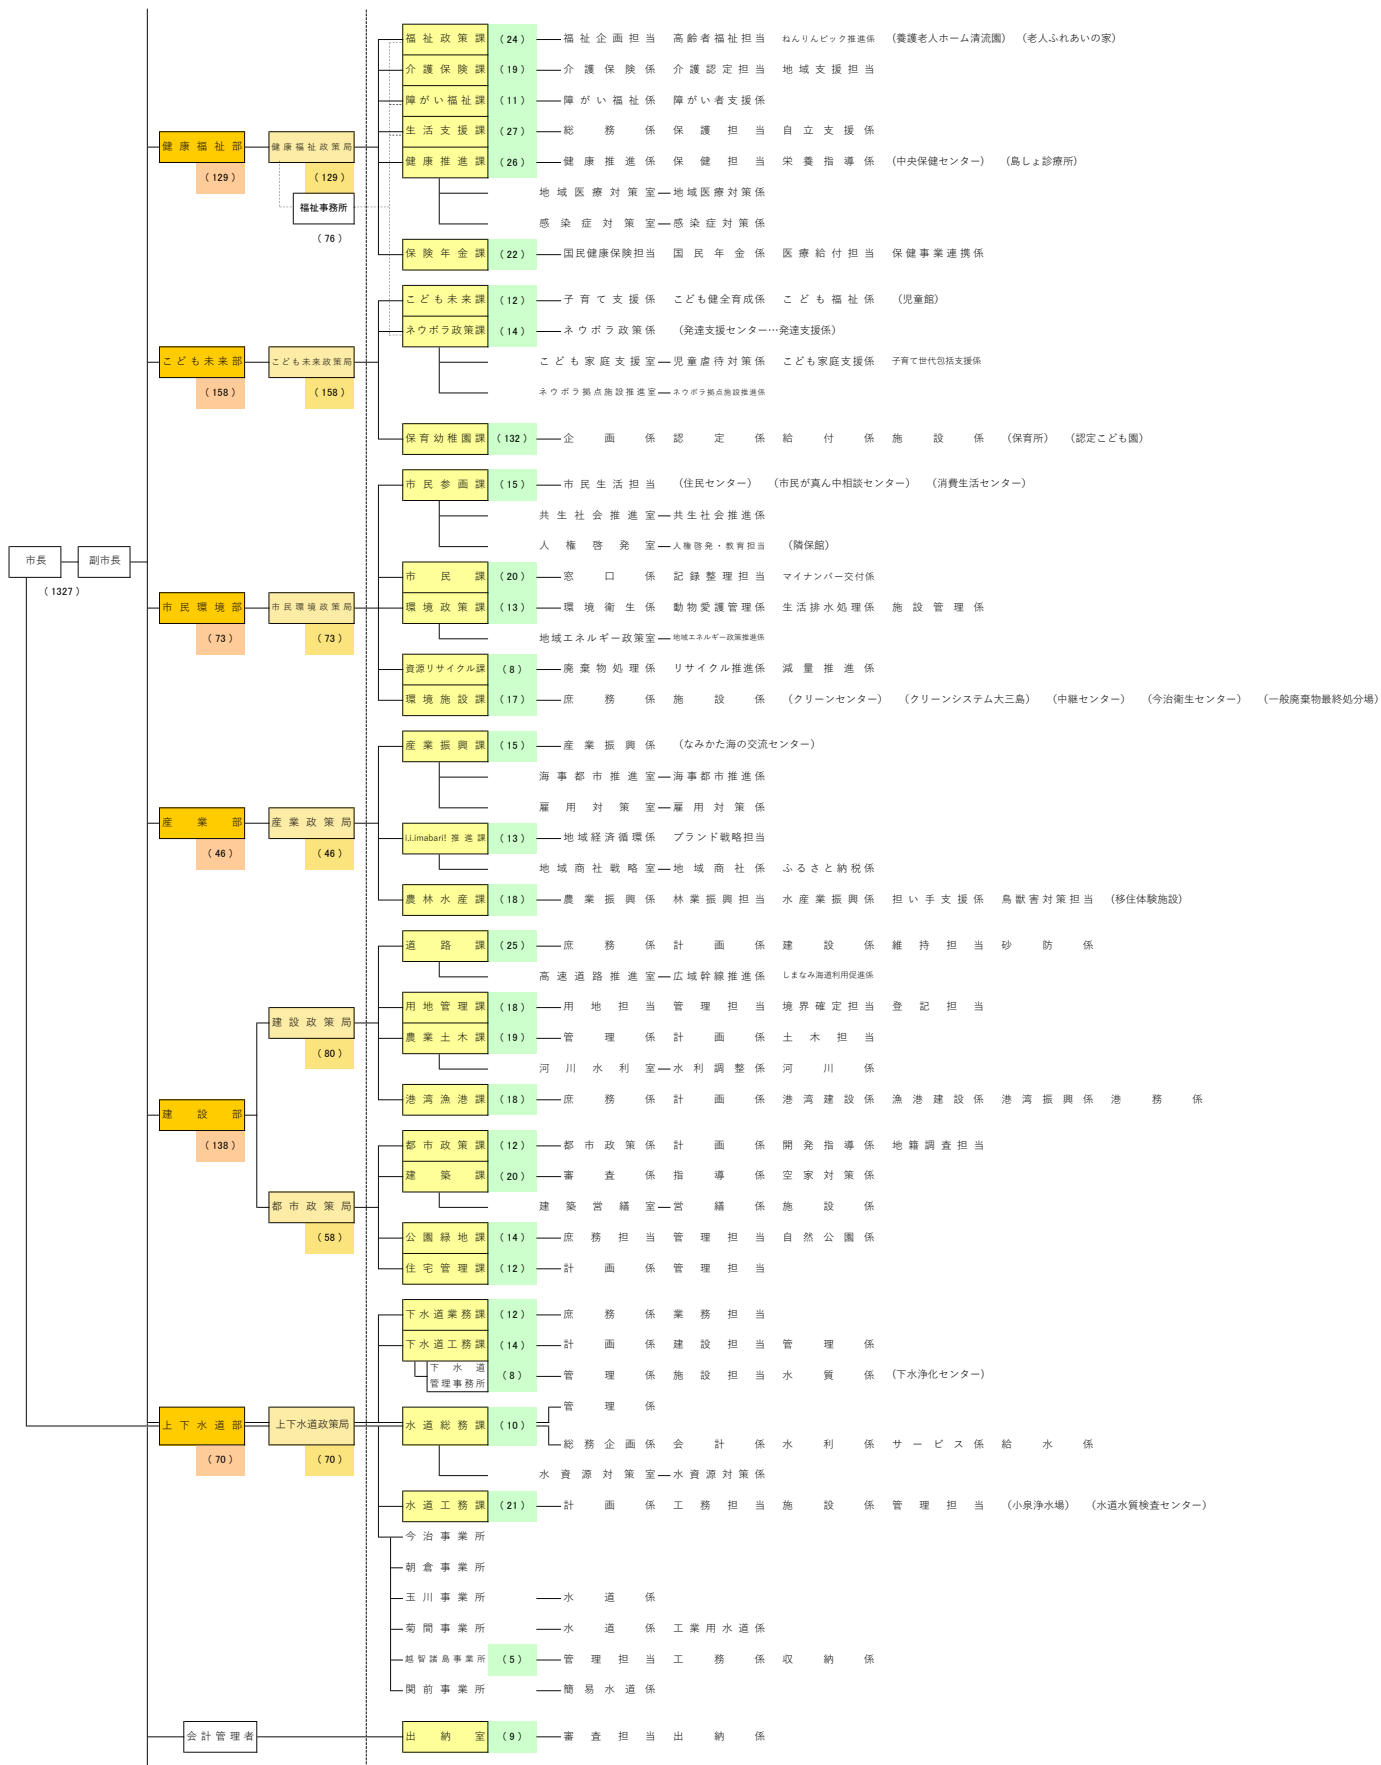 福祉政策課 (24) 福祉企画担当 高齢者福祉担当 ねんりんピック推進係 (養護老人ホーム清流園) (老人ふれあいの家)
介護保険課 (19) 介護保険係 介護認定担当 地域支援担当
障がい福祉課 (11) 障がい福祉係 障がい者支援係
生活支援課 (27) 総務係 保護担当 自立支援係
健康福祉部 健康福祉政策局
健康推進課 (26) 健康推進係 保健担当 栄養指導係 (中央保健センター) (島しょ診療所)
(129) (129)
地域医療対策室 地域医療対策係
福祉事務所
感染症対策室 感染症対策係
(76)
保険年金課 (22) 国民健康保険担当 国民年金係 医療給付担当 保健事業連携係
こども未来課 (12) 子育て支援係 こども健全育成係 こども福祉係 (児童館)
ネウボラ政策課 (14) ネウボラ政策係 (発達支援センター…発達支援係)
こども未来部 こども未来政策局 こども家庭支援室 児童虐待対策係 こども家庭支援係 子育て世代包括支援係
(158) (158) ネウボラ拠点施設推進室 ネウボラ拠点施設推進係
保育幼稚園課 (132) 企画係 認定係 給付係 施設係 (保育所) (認定こども園)
市民参画課 (15) 市民生活担当 (住民センター) (市民が真ん中相談センター) (消費生活センター)
共生社会推進室 共生社会推進係
人権啓発室 人権啓発・教育担当 (隣保館)
市長 副市長
(1327)
市民課 (20) 窓口係 記録整理担当 マイナンバー交付係
市民環境部 市民環境政策局 環境政策課 (13) 環境衛生係 動物愛護管理係 生活排水処理係 施設管理係
(73) (73) 地域エネルギー政策室 地域エネルギー政策推進係
資源リサイクル課 (8) 廃棄物処理係 リサイクル推進係 減量推進係
環境施設課 (17) 庶務係 施設係 (クリーンセンター) (クリーンシステム大三島) (中継センター) (今治衛生センター) (一般廃棄物最終処分場)
産業振興課 (15) 産業振興係 (なみかた海の交流センター)
海事都市推進室 海事都市推進係
雇用対策室 雇用対策係
産業部 産業政策局
i.i.imabari!推進課 (13) 地域経済循環係 ブランド戦略担当
(46) (46)
地域商社戦略室 地域商社係 ふるさと納税係
農林水産課 (18) 農業振興係 林業振興担当 水産業振興係 担い手支援係 鳥獣害対策担当 (移住体験施設)
道路課 (25) 庶務係 計画係 建設係 維持担当 砂防係
高速道路推進室 広域幹線推進係 しまなみ海道利用促進係
用地管理課 (18) 用地担当 管理担当 境界確定担当 登記担当
建設政策局
農業土木課 (19) 管理係 計画係 土木担当
(80)
河川水利室 水利調整係 河川係
港湾漁港課 (18) 庶務係 計画係 港湾建設係 漁港建設係 港湾振興係 港務係
建設部
(138)
都市政策課 (12) 都市政策係 計画係 開発指導係 地籍調査担当
建築課 (20) 審査係 指導係 空家対策係
都市政策局 建築営繕室 営繕係 施設係
(58) 公園緑地課 (14) 庶務担当 管理担当 自然公園係
住宅管理課 (12) 計画係 管理担当
下水道業務課 (12) 庶務係 業務担当
下水道工務課 (14) 計画係 建設担当 管理係
下水道
管理事務所 (8) 管理係 施設担当 水質係 (下水浄化センター)
管理係
上下水道部 上下水道政策局 水道総務課 (10)
総務企画係 会計係 水利係 サービス係 給水係
(70) (70)
水資源対策室 水資源対策係
水道工務課 (21) 計画係 工務担当 施設係 管理担当 (小泉浄水場) (水道水質検査センター)
今治事業所
朝倉事業所
玉川事業所 水道係
菊間事業所 水道係 工業用水道係
越智諸島事業所 (5) 管理担当 工務係 収納係
関前事業所 簡易水道係
会計管理者 出納室 (9) 審査担当 出納係